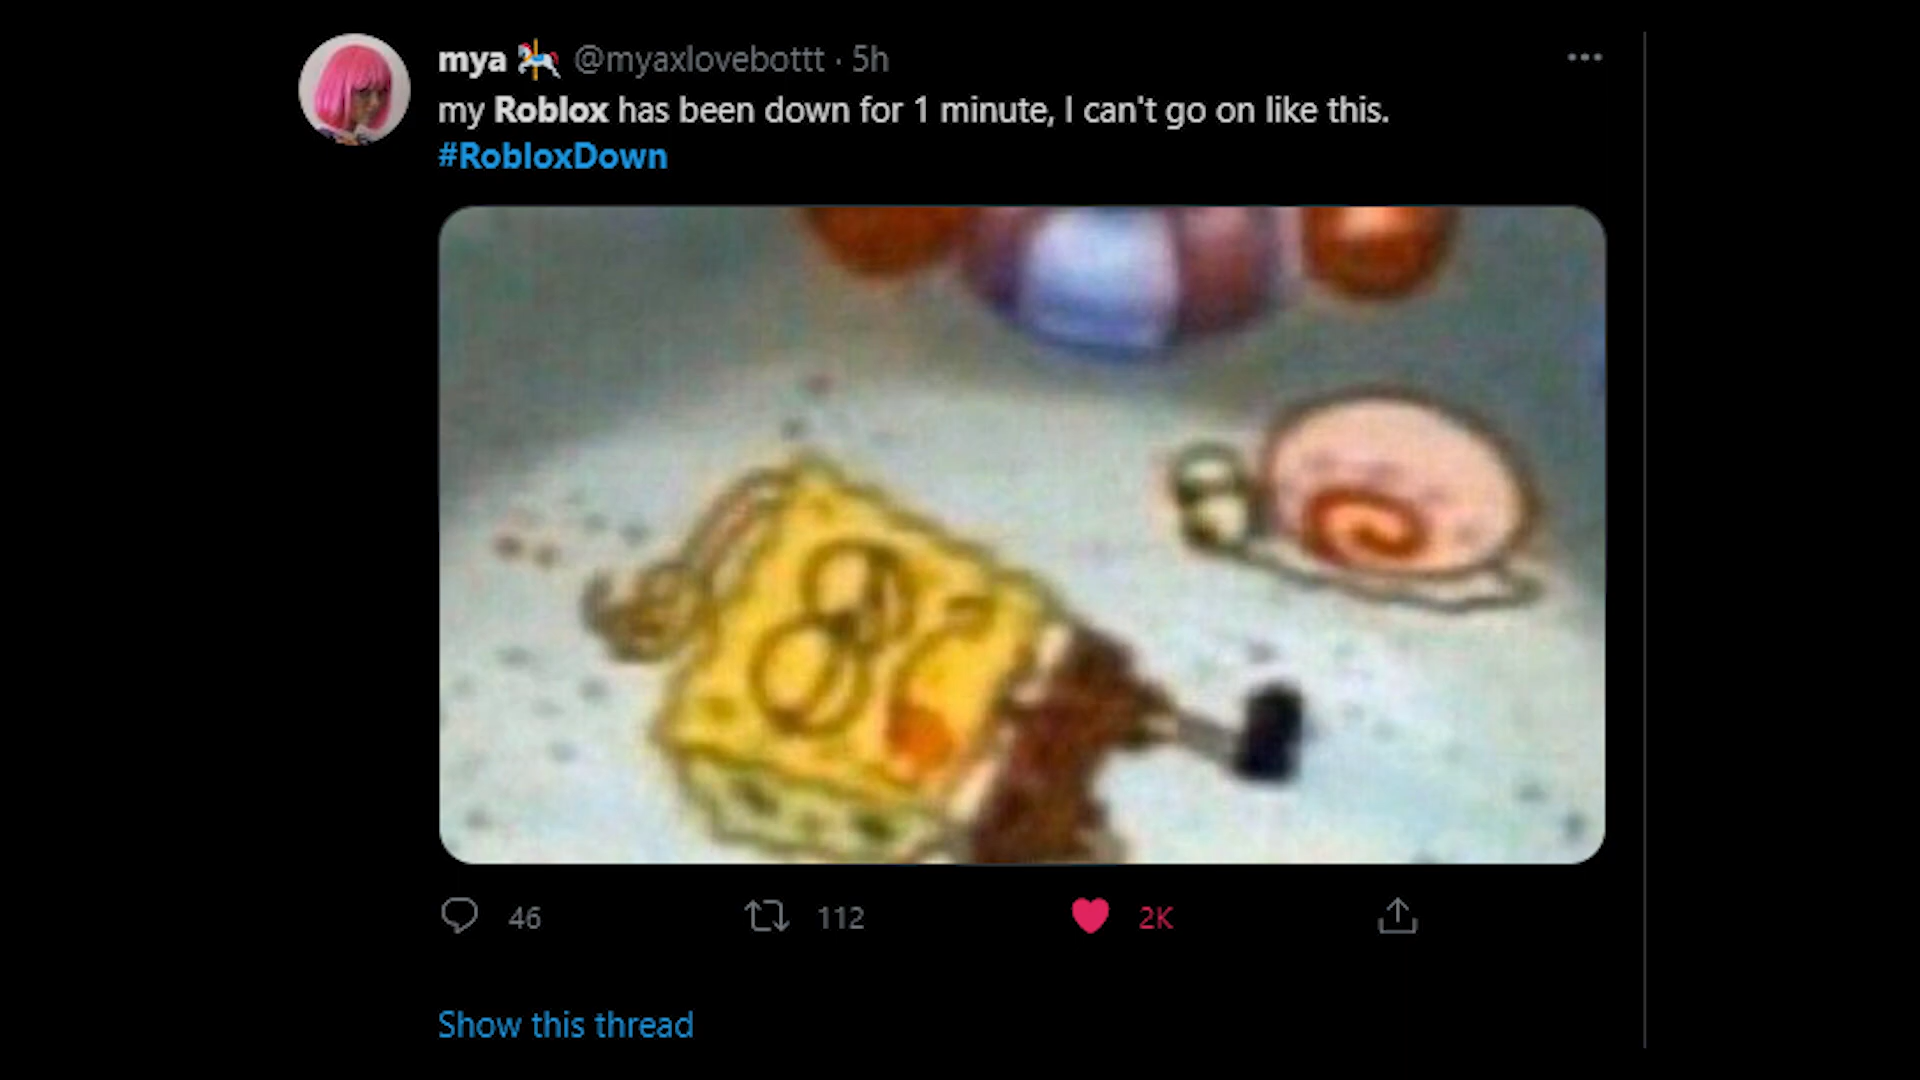 mya 🎠 @myaxlovebottt · 5h
my Roblox has been down for 1 minute, I can't go on like this.
#RobloxDown
46 112 2K
Show this thread